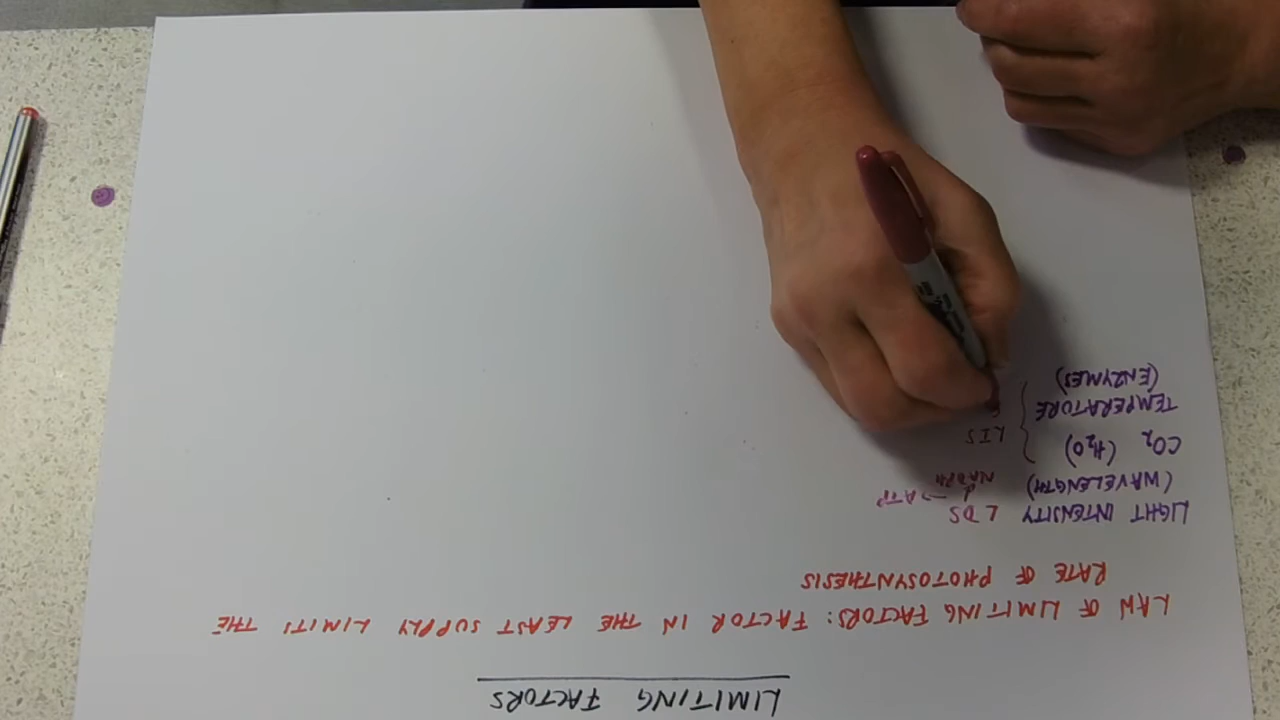 LIMITING FACTORS
LAW OF LIMITING FACTORS: FACTOR IN THE LEAST SUPPLY LIMITS THE
RATE OF PHOTOSYNTHESIS
LIGHT INTENSITY LDS
(WAVELENGTH) → ATP
NADPH
CO₂ (H₂O) LIS
TEMPERATURE
(ENZYMES)